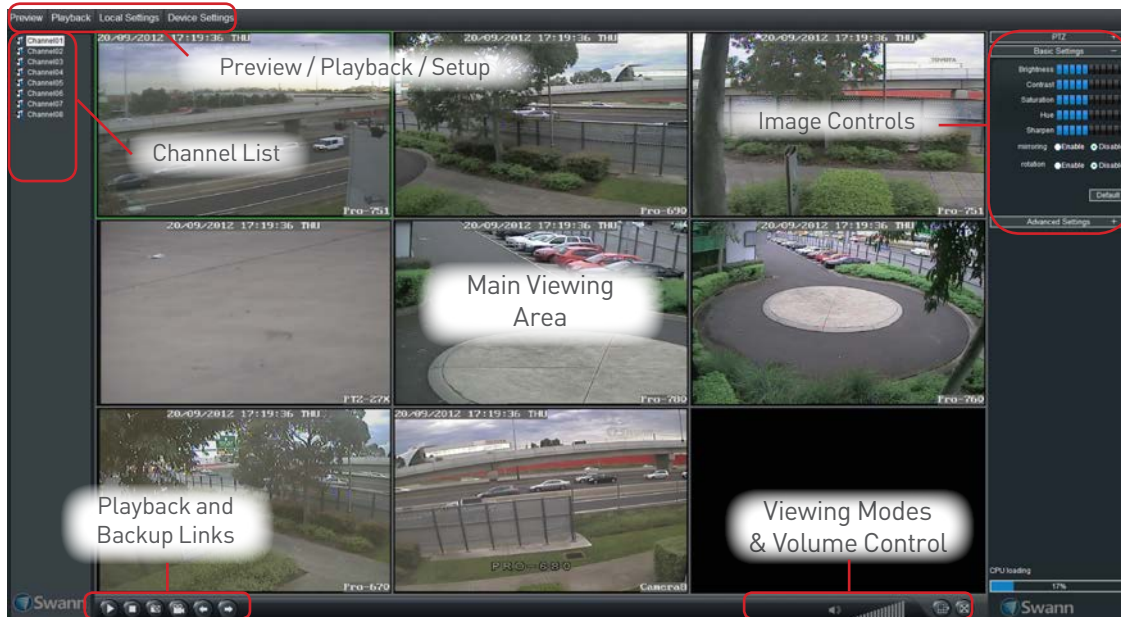 Preview Playback Local Settings Device Settings
Channel01
Channel02
Channel03
Channel04
Channel05
Channel06
Channel07
Channel08
20/09/2012 17:19:36 THU
20/09/2012 17:19:36 THU
20/09/2012 17:19:36 THU
Preview / Playback / Setup
Channel List
Image Controls
TOYOTA
Pro-751
Pro-690
Pro-751
PTZ +
Basic Settings -
Brightness
Contrast
Saturation
Hue
Sharpen
mirroring Enable Disable
rotation Enable Disable
Default
Advanced Settings +
20/09/2012 17:19:36 THU
20/09/2012 17:19:36 THU
20/09/2012 17:19:36 THU
Main Viewing
Area
PTZ-27X
Pro-780
Pro-760
20/09/2012 17:19:36 THU
20/09/2012 17:19:36 THU
Playback and
Backup Links
Viewing Modes
& Volume Control
PRO-680
Pro-670
Camera8
CPU loading
17%
Swann
Swann